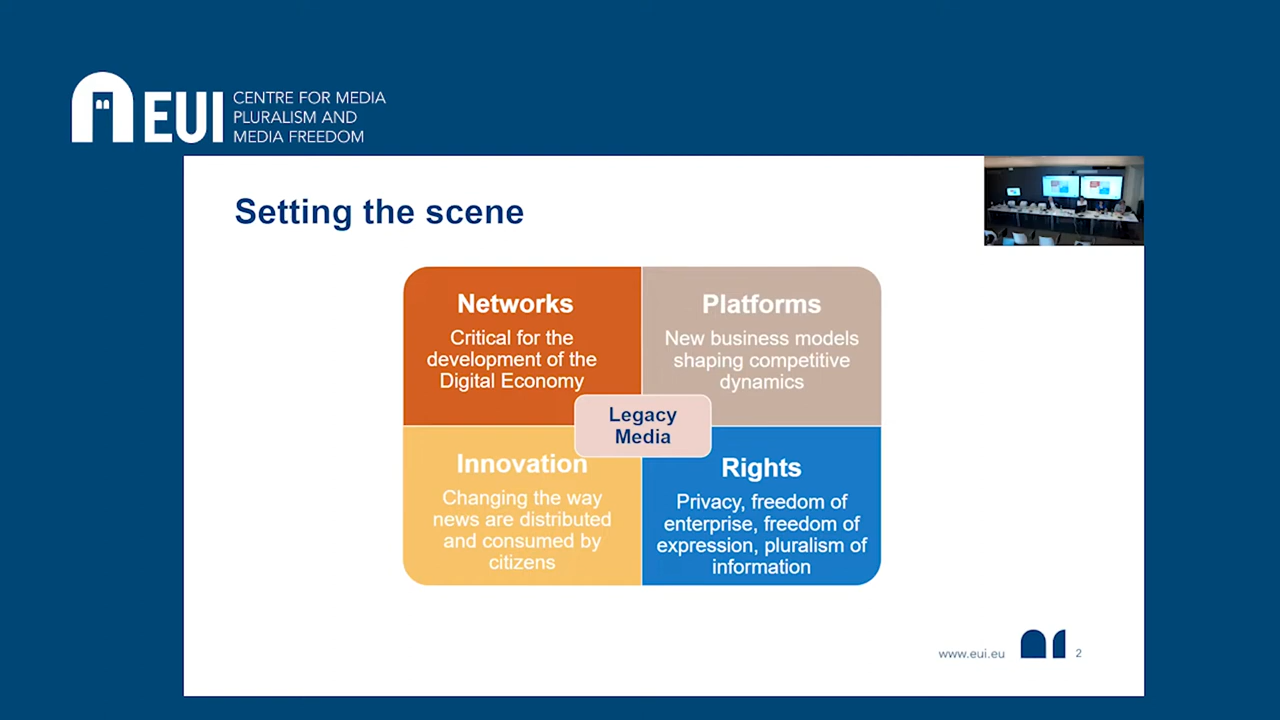 EUI
CENTRE FOR MEDIA
PLURALISM AND
MEDIA FREEDOM
Setting the scene
Networks
Critical for the
development of the
Digital Economy
Platforms
New business models
shaping competitive
dynamics
Legacy
Media
Innovation
Changing the way
news are distributed
and consumed by
citizens
Rights
Privacy, freedom of
enterprise, freedom of
expression, pluralism of
information
www.eui.eu
2